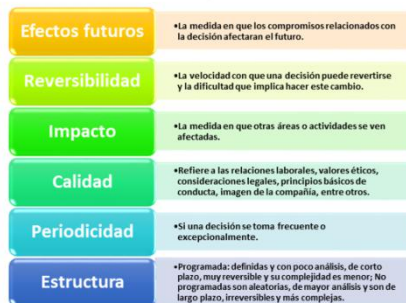 Efectos futuros
•La medida en que los compromisos relacionados con
la decisión afectaran el futuro.
Reversibilidad
•La velocidad con que una decisión puede revertirse
y la dificultad que implica hacer este cambio.
Impacto
•La medida en que otras áreas o actividades se ven
afectadas.
Calidad
•Refiere a las relaciones laborales, valores éticos,
consideraciones legales, principios básicos de
conducta, imagen de la compañía, entre otros.
Periodicidad
•Si una decisión se toma frecuente o
excepcionalmente.
Estructura
•Programada: definidas y con poco análisis, de corto
plazo, muy reversible y su complejidad es menor; No
programadas son aleatorias, de mayor análisis y son de
largo plazo, irreversibles y más complejas.